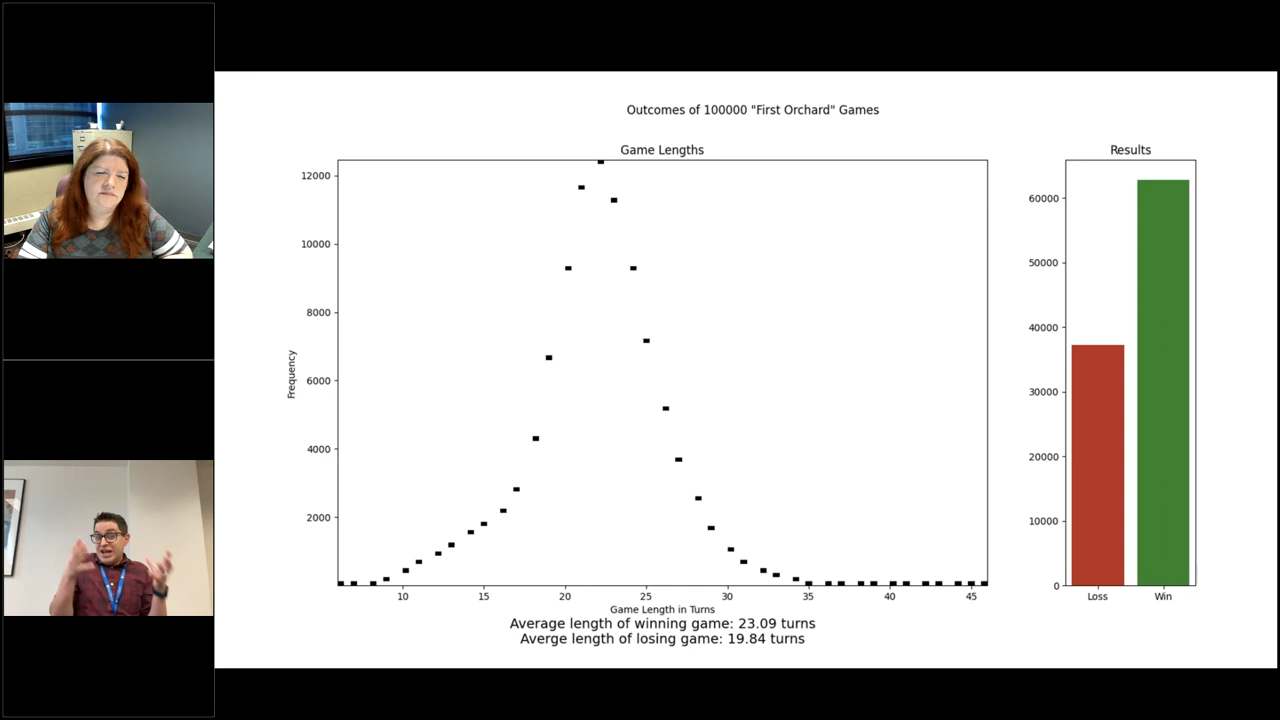 Outcomes of 100000 "First Orchard" Games
Game Lengths
Results
12000
10000
8000
6000
4000
2000
Frequency
10 15 20 25 30 35 40 45
Game Length in Turns
60000
50000
40000
30000
20000
10000
0
Loss Win
Average length of winning game: 23.09 turns
Averge length of losing game: 19.84 turns